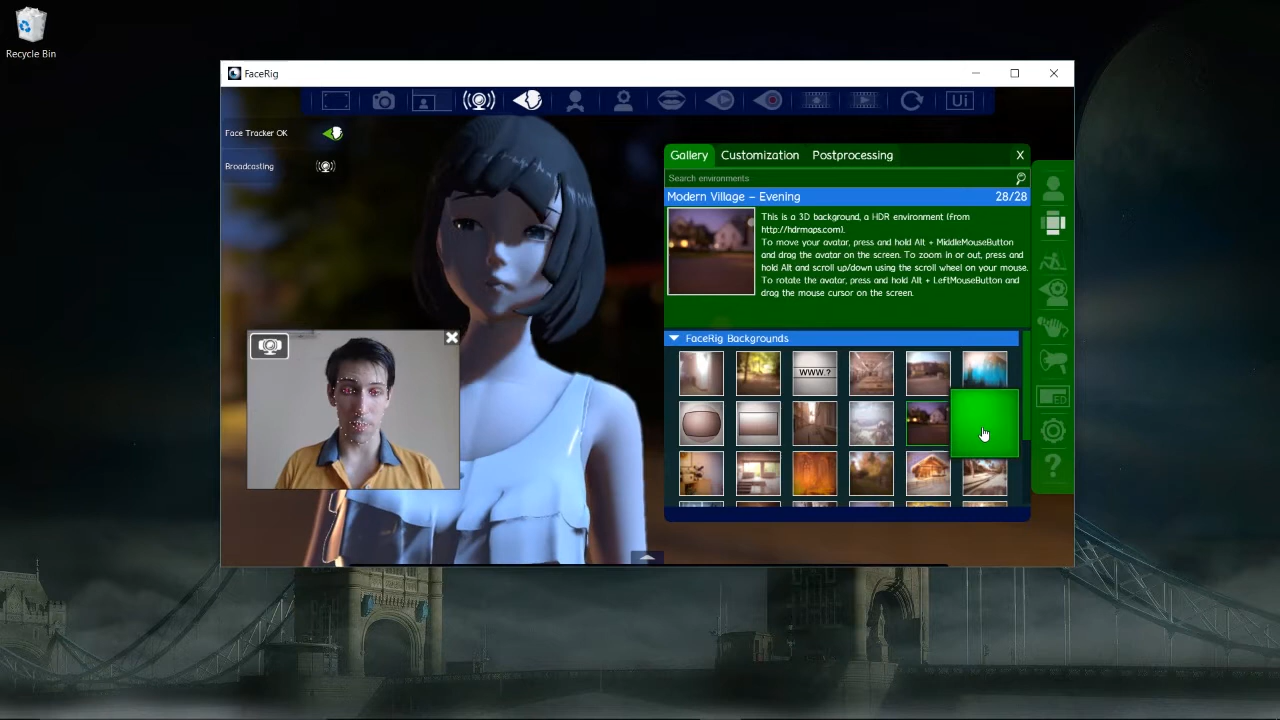 Recycle Bin
FaceRig
Ui
Face Tracker OK
Broadcasting
Gallery Customization Postprocessing X
Search environments
Modern Village - Evening 28/28
This is a 3D background, a HDR environment (from
http://hdrmaps.com).
To move your avatar, press and hold Alt + MiddleMouseButton
and drag the avatar on the screen. To zoom in or out, press and
hold Alt and scroll up/down using the scroll wheel on your mouse.
To rotate the avatar, press and hold Alt + LeftMouseButton and
drag the mouse cursor on the screen.
FaceRig Backgrounds
WWW.?
ED
?